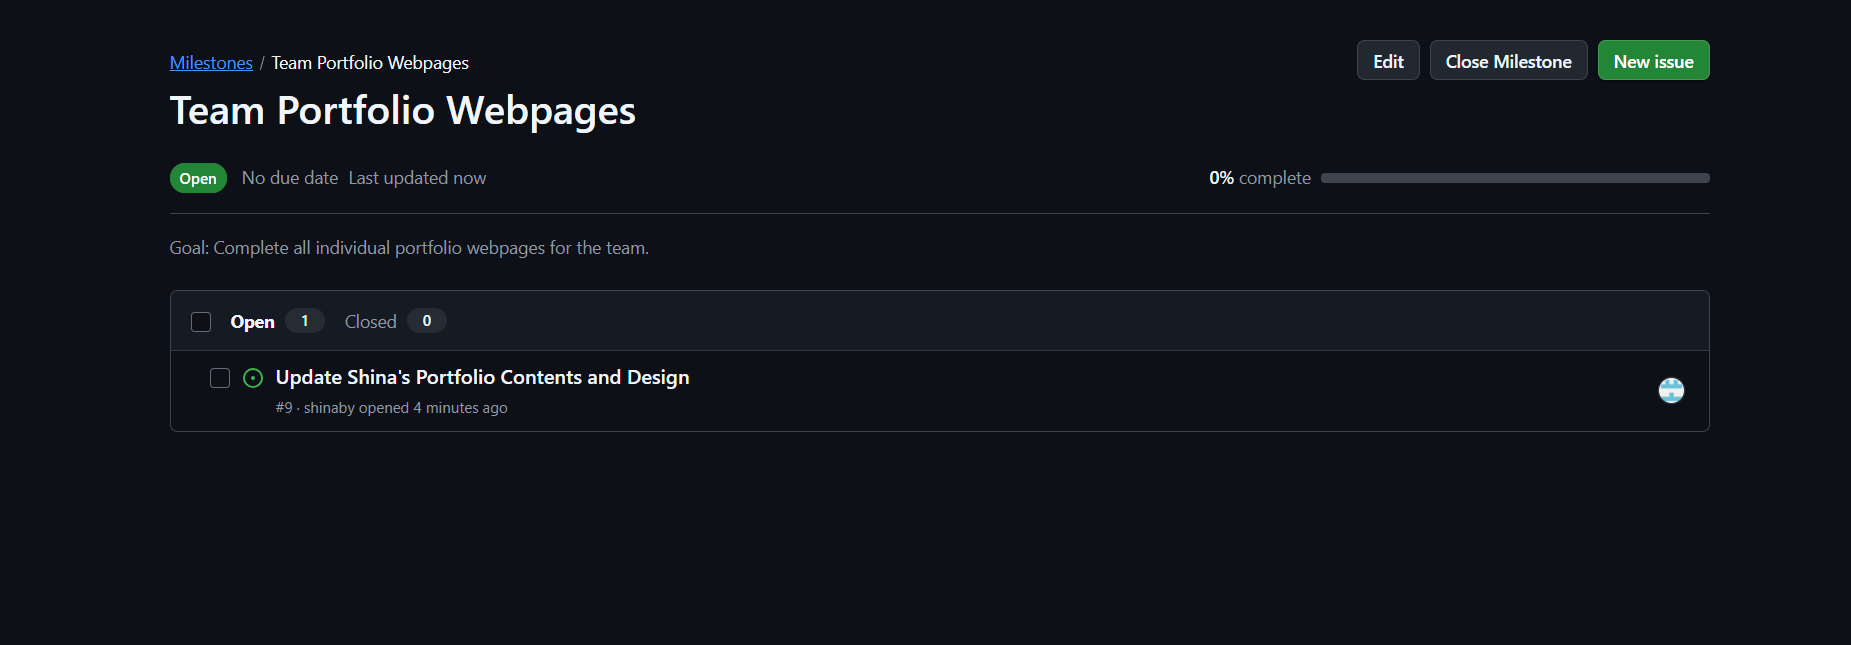 Milestones / Team Portfolio Webpages
Edit
Close Milestone
New issue
Team Portfolio Webpages
Open
No due date Last updated now
0% complete
Goal: Complete all individual portfolio webpages for the team.
Open 1 Closed 0
Update Shina's Portfolio Contents and Design
#9 · shinaby opened 4 minutes ago